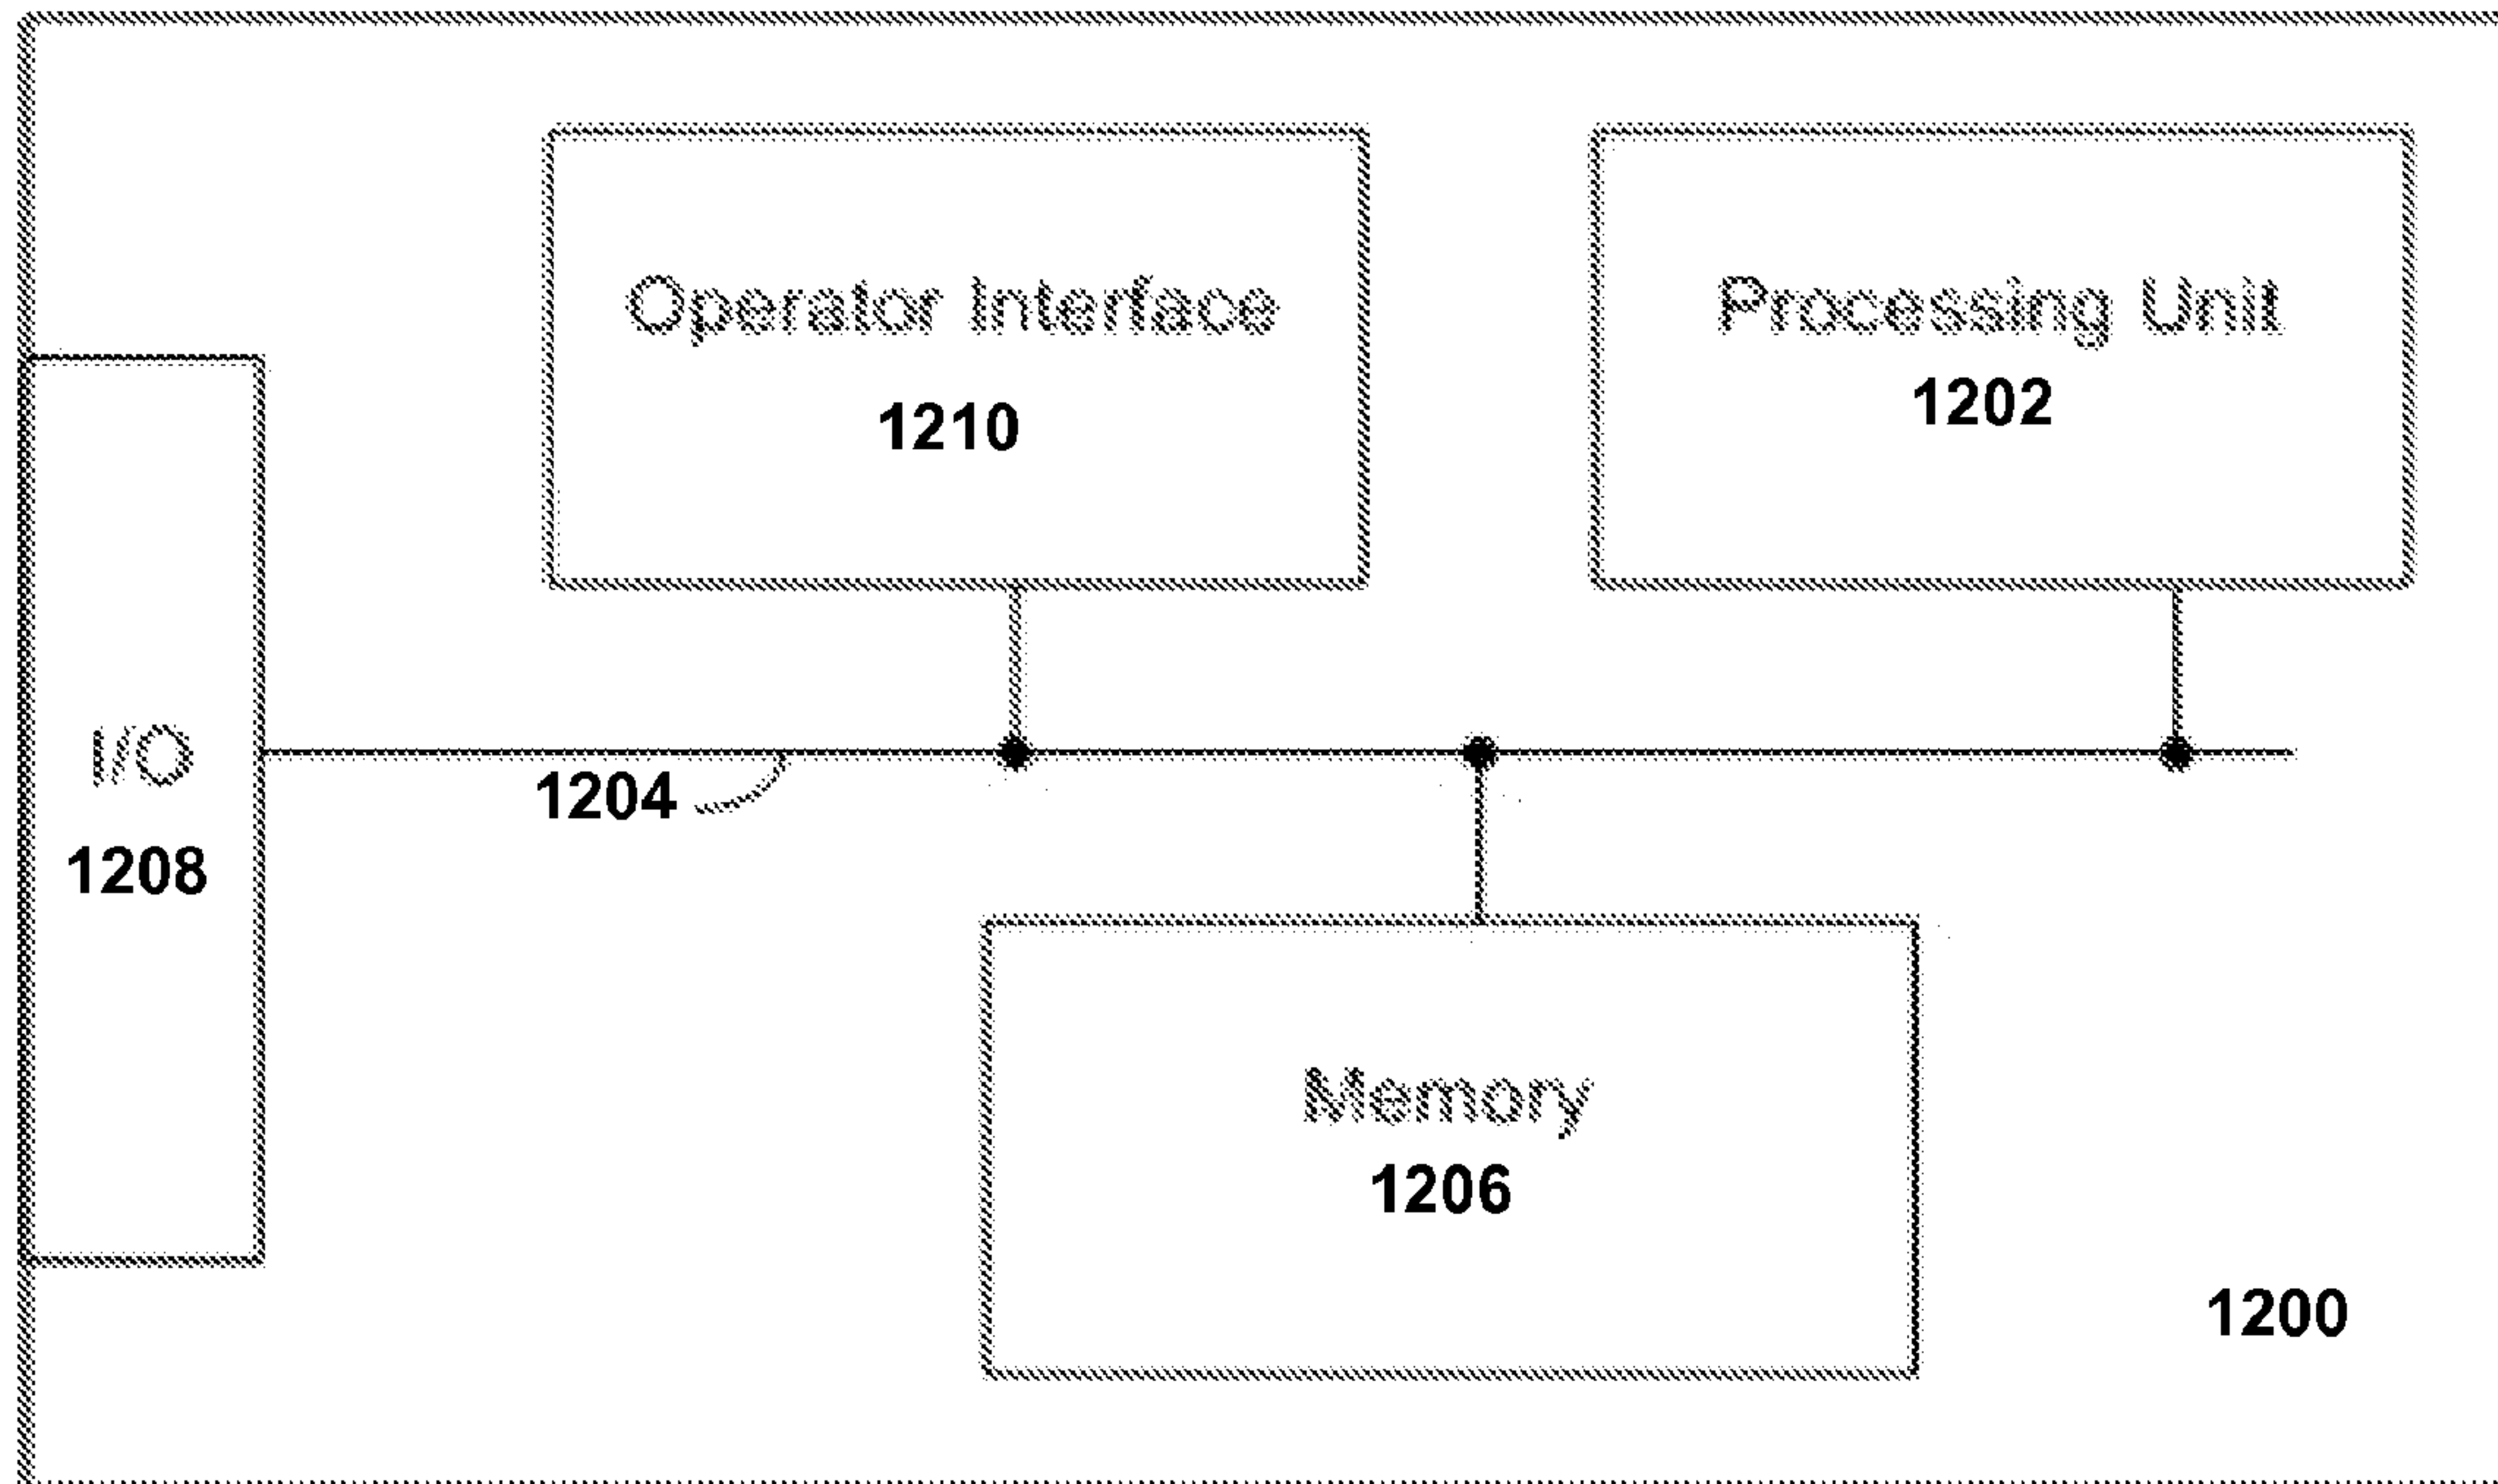 Operator Interface
1210
Processing Unit
1202
I/O
1208
1204
Memory
1206
1200